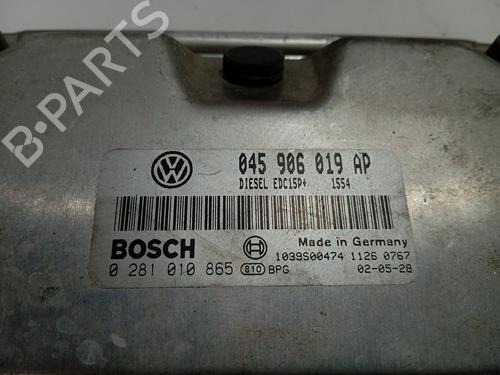 045 906 019 AP
DIESEL EDC15P+ 1554
BOSCH
Made in Germany
0 281 010 865 810 BPG
1039S00474 1126 0767
02-05-28
B-PARTS